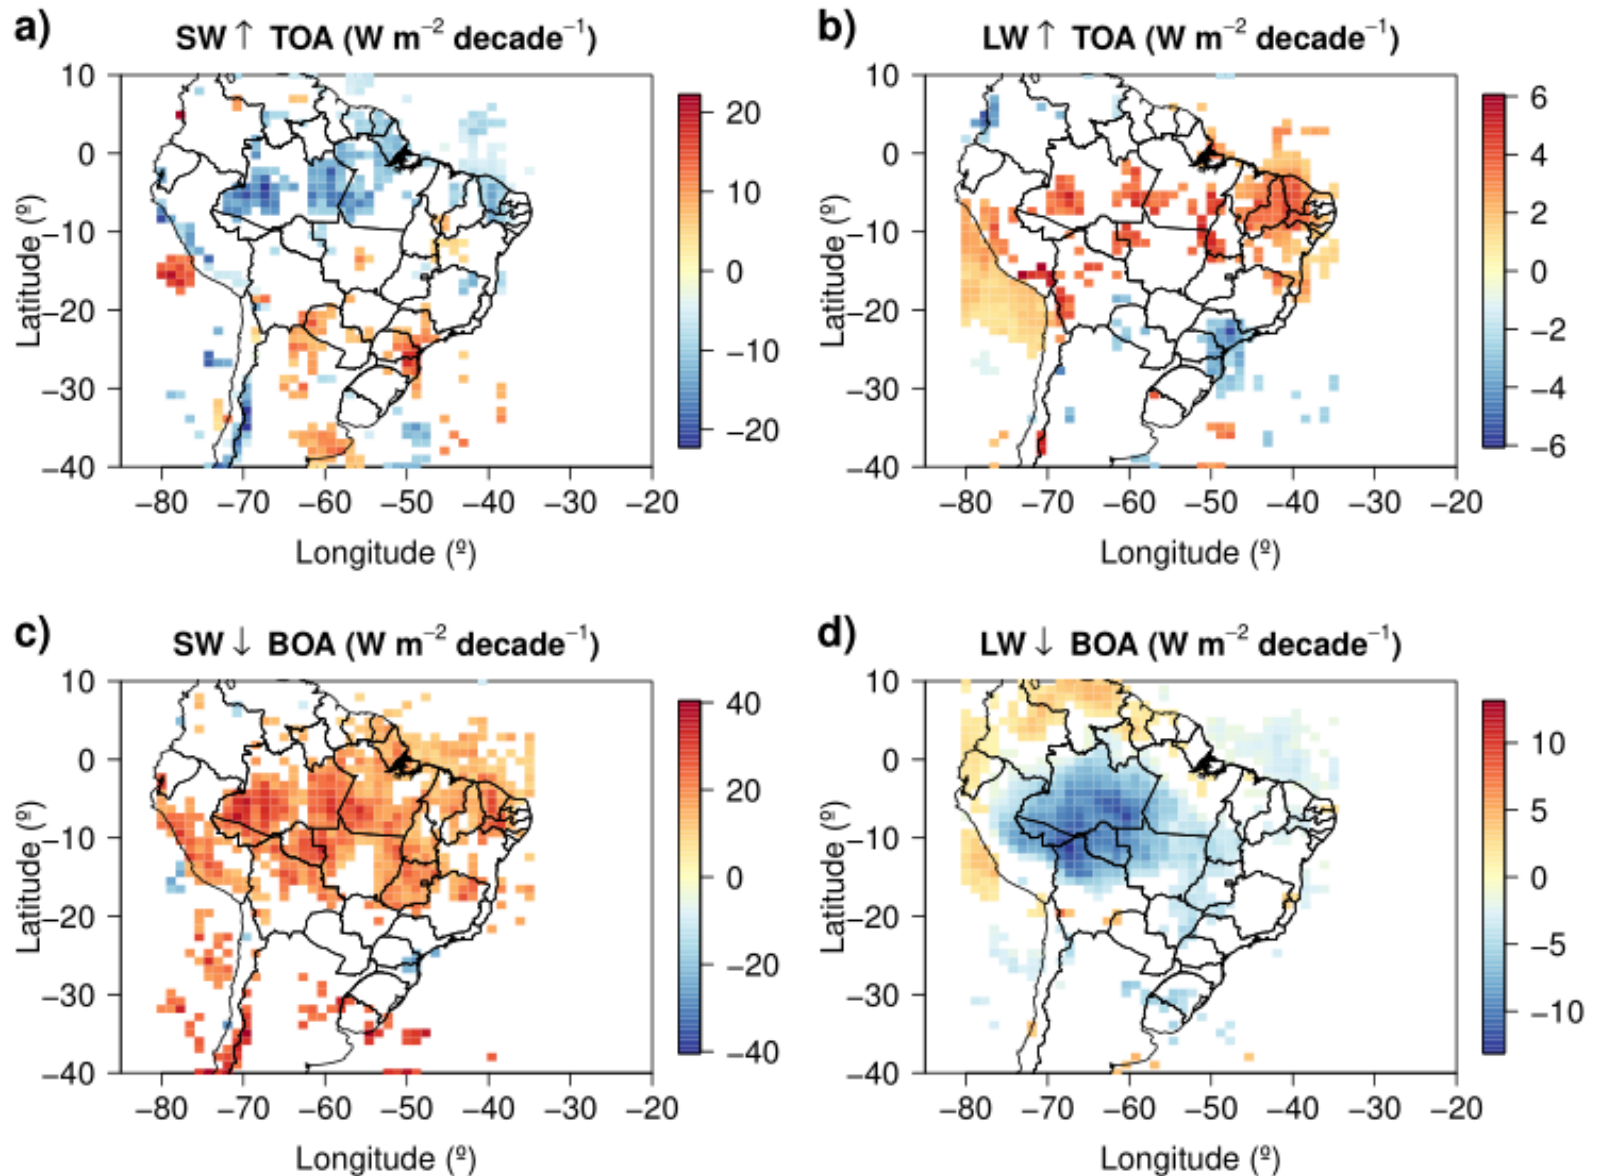 a) SW ↑ TOA (W m⁻² decade⁻¹)
10
0
−10
−20
−30
−40
Latitude (º)
−80 −70 −60 −50 −40 −30 −20
Longitude (º)
20
10
0
−10
−20
b) LW ↑ TOA (W m⁻² decade⁻¹)
10
0
−10
−20
−30
−40
Latitude (º)
−80 −70 −60 −50 −40 −30 −20
Longitude (º)
6
4
2
0
−2
−4
−6
c) SW ↓ BOA (W m⁻² decade⁻¹)
10
0
−10
−20
−30
−40
Latitude (º)
−80 −70 −60 −50 −40 −30 −20
Longitude (º)
40
20
0
−20
−40
d) LW ↓ BOA (W m⁻² decade⁻¹)
10
0
−10
−20
−30
−40
Latitude (º)
−80 −70 −60 −50 −40 −30 −20
Longitude (º)
10
5
0
−5
−10